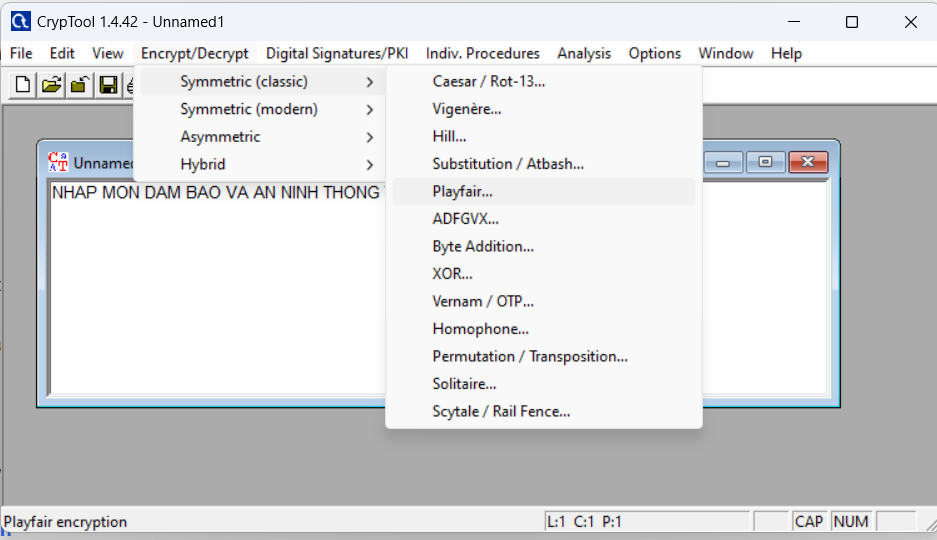 CrypTool 1.4.42 - Unnamed1
File Edit View Encrypt/Decrypt Digital Signatures/PKI Indiv. Procedures Analysis Options Window Help
Symmetric (classic)
Symmetric (modern)
Asymmetric
Hybrid
Caesar / Rot-13...
Vigenère...
Hill...
Substitution / Atbash...
Playfair...
ADFGVX...
Byte Addition...
XOR...
Vernam / OTP...
Homophone...
Permutation / Transposition...
Solitaire...
Scytale / Rail Fence...
Unnamed
NHAP MON DAM BAO VA AN NINH THONG
Playfair encryption L:1 C:1 P:1 CAP NUM